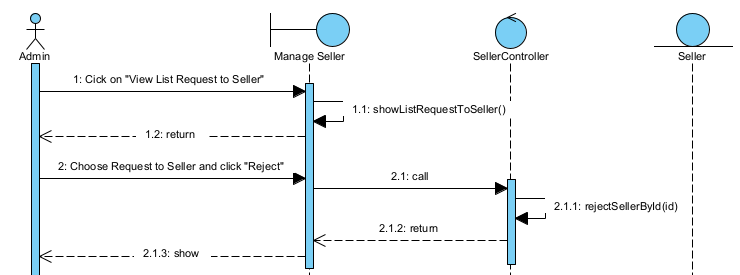 Admin
Manage Seller
SellerController
Seller
1: Cick on "View List Request to Seller"
1.1: showListRequestToSeller()
1.2: return
2: Choose Request to Seller and click "Reject"
2.1: call
2.1.1: rejectSellerById(id)
2.1.2: return
2.1.3: show